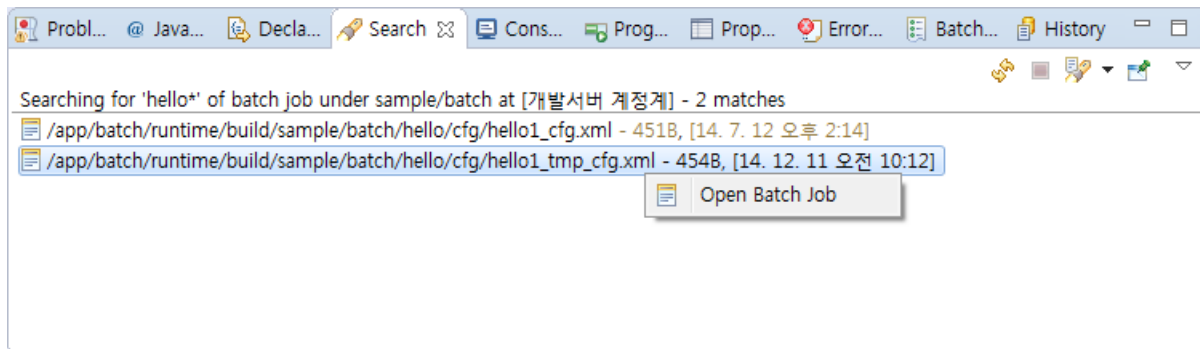 Probl... @ Java... Decla... Search Cons... Prog... Prop... Error... Batch... History
Searching for 'hello*' of batch job under sample/batch at [개발서버 계정계] - 2 matches
/app/batch/runtime/build/sample/batch/hello/cfg/hello1_cfg.xml - 451B, [14. 7. 12 오후 2:14]
/app/batch/runtime/build/sample/batch/hello/cfg/hello1_tmp_cfg.xml - 454B, [14. 12. 11 오전 10:12]
Open Batch Job